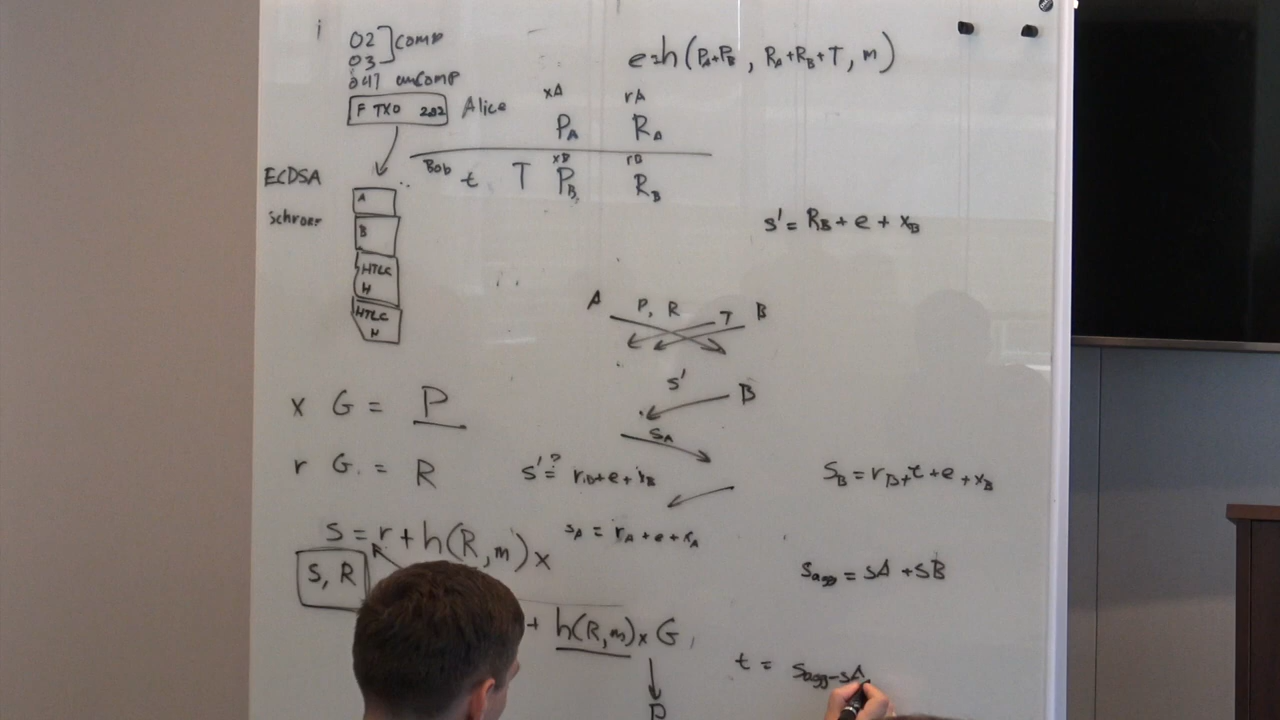 02
03
] comp
041 uncomp
F TXO
Alice
xA
rA
PA
RA
e=h(PA+PB, RA+RB+T, m)
Bob
t
T
xB
PB
rB
RB
ECDSA
Schnorr
A
B
HTLC
H
HTLC
H
s' = RB + e + xB
A
P, R
T
B
s'
B
sA
x G = P
r G. = R
s' ?= rB+e+xB
SB = rB+t+e+xB
s = r + h(R,m) x
S, R
sA = rA+e+xA
Sagg = sA + sB
+ h(R,m) x G
P
t = Sagg-sA